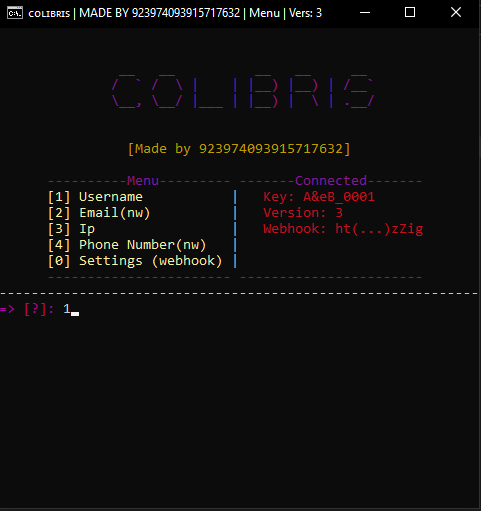 COLIBRIS | MADE BY 923974093915717632 | Menu | Vers: 3
COLIBRIS
[Made by 923974093915717632]
----------Menu--------- -------Connected-------
[1] Username | Key: A&eB_0001
[2] Email(nw) | Version: 3
[3] Ip | Webhook: ht(...)zZig
[4] Phone Number(nw) |
[0] Settings (webhook) |
----------------------- -----------------------
------------------------------------------------------------
=> [?]: 1